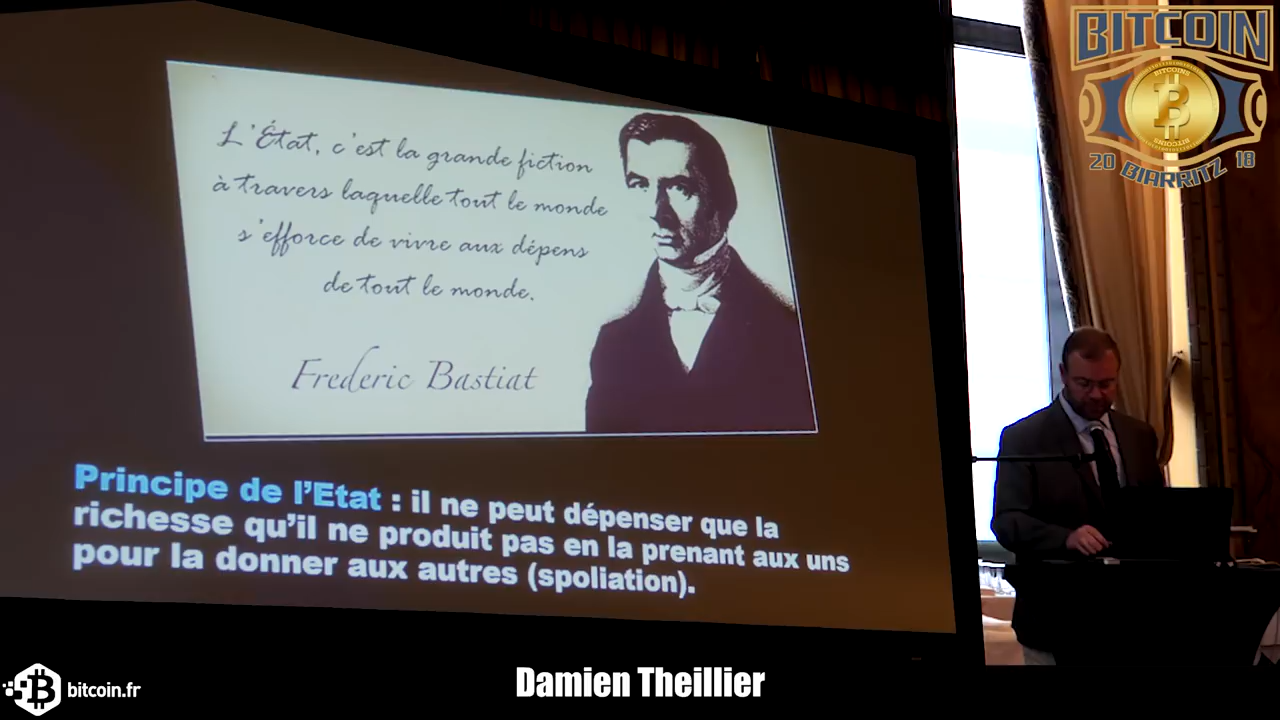 L'État, c'est la grande fiction
à travers laquelle tout le monde
s'efforce de vivre aux dépens
de tout le monde.
Frederic Bastiat
Principe de l'Etat : il ne peut dépenser que la
richesse qu'il ne produit pas en la prenant aux uns
pour la donner aux autres (spoliation).
BITCOIN
BITCOINS
BITCOINS
20 BIARRITZ 18
bitcoin.fr
Damien Theillier